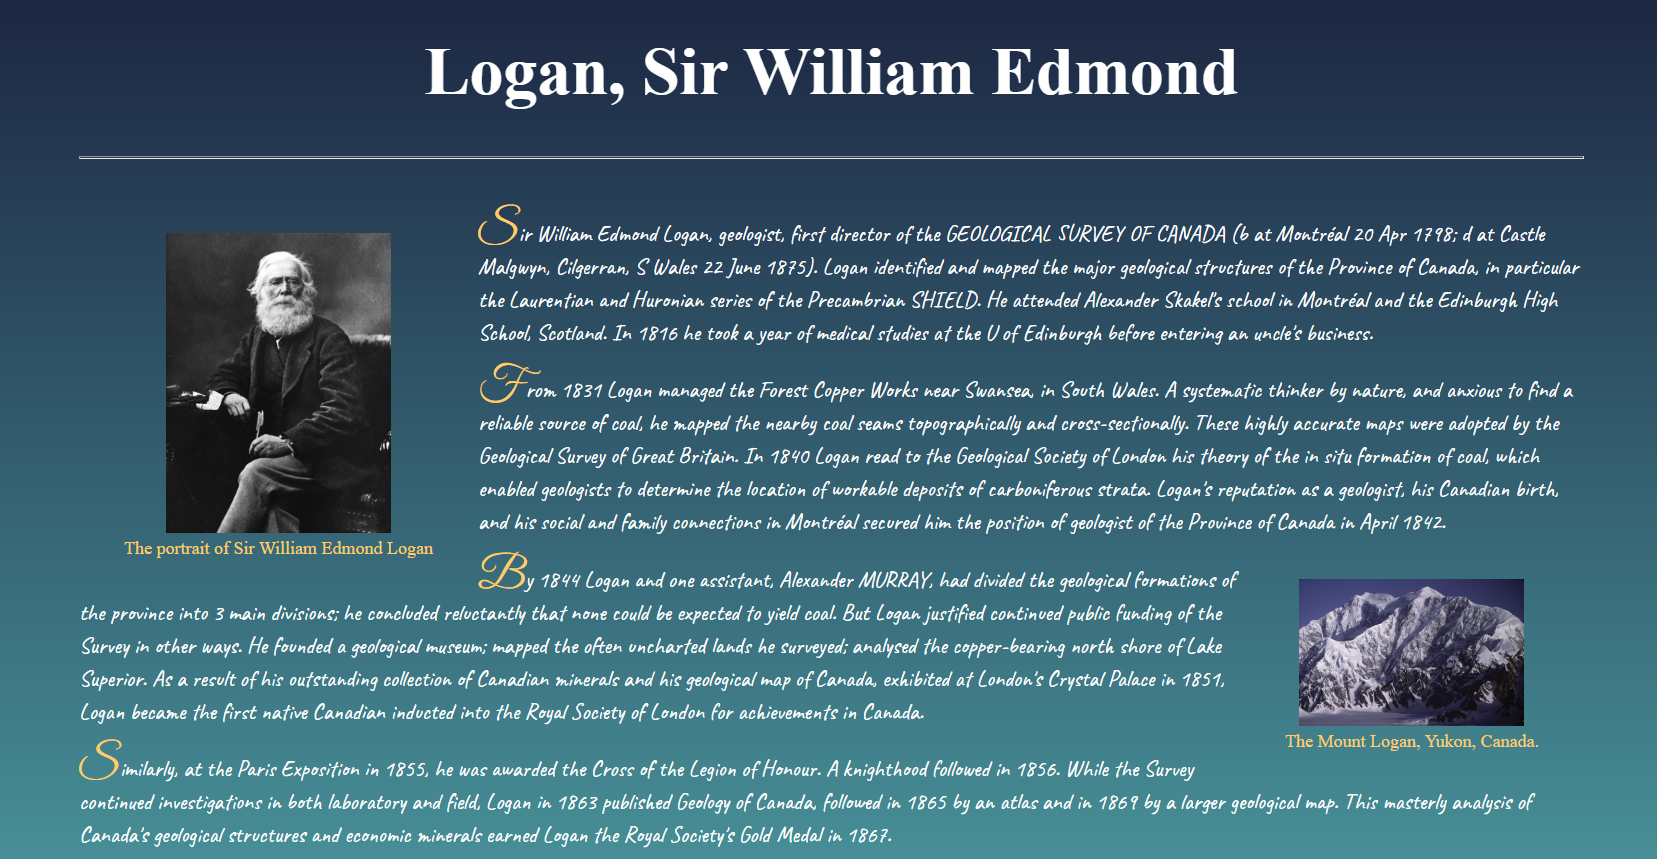 Logan, Sir William Edmond
Sir William Edmond Logan, geologist, first director of the GEOLOGICAL SURVEY OF CANADA (b at Montréal 20 Apr 1798; d at Castle
Malgwyn, Cilgerran, S Wales 22 June 1875). Logan identified and mapped the major geological structures of the Province of Canada, in particular
the Laurentian and Huronian series of the Precambrian SHIELD. He attended Alexander Skakel's school in Montréal and the Edinburgh High
School, Scotland. In 1816 he took a year of medical studies at the U of Edinburgh before entering an uncle's business.
From 1831 Logan managed the Forest Copper Works near Swansea, in South Wales. A systematic thinker by nature, and anxious to find a
reliable source of coal, he mapped the nearby coal seams topographically and cross-sectionally. These highly accurate maps were adopted by the
Geological Survey of Great Britain. In 1840 Logan read to the Geological Society of London his theory of the in situ formation of coal, which
enabled geologists to determine the location of workable deposits of carboniferous strata. Logan's reputation as a geologist, his Canadian birth,
and his social and family connections in Montréal secured him the position of geologist of the Province of Canada in April 1842.
The portrait of Sir William Edmond Logan
By 1844 Logan and one assistant, Alexander MURRAY, had divided the geological formations of
the province into 3 main divisions; he concluded reluctantly that none could be expected to yield coal. But Logan justified continued public funding of the
Survey in other ways. He founded a geological museum; mapped the often uncharted lands he surveyed; analysed the copper-bearing north shore of Lake
Superior. As a result of his outstanding collection of Canadian minerals and his geological map of Canada, exhibited at London's Crystal Palace in 1851,
Logan became the first native Canadian inducted into the Royal Society of London for achievements in Canada.
The Mount Logan, Yukon, Canada.
Similarly, at the Paris Exposition in 1855, he was awarded the Cross of the Legion of Honour. A knighthood followed in 1856. While the Survey
continued investigations in both laboratory and field, Logan in 1863 published Geology of Canada, followed in 1865 by an atlas and in 1869 by a larger geological map. This masterly analysis of
Canada's geological structures and economic minerals earned Logan the Royal Society's Gold Medal in 1867.